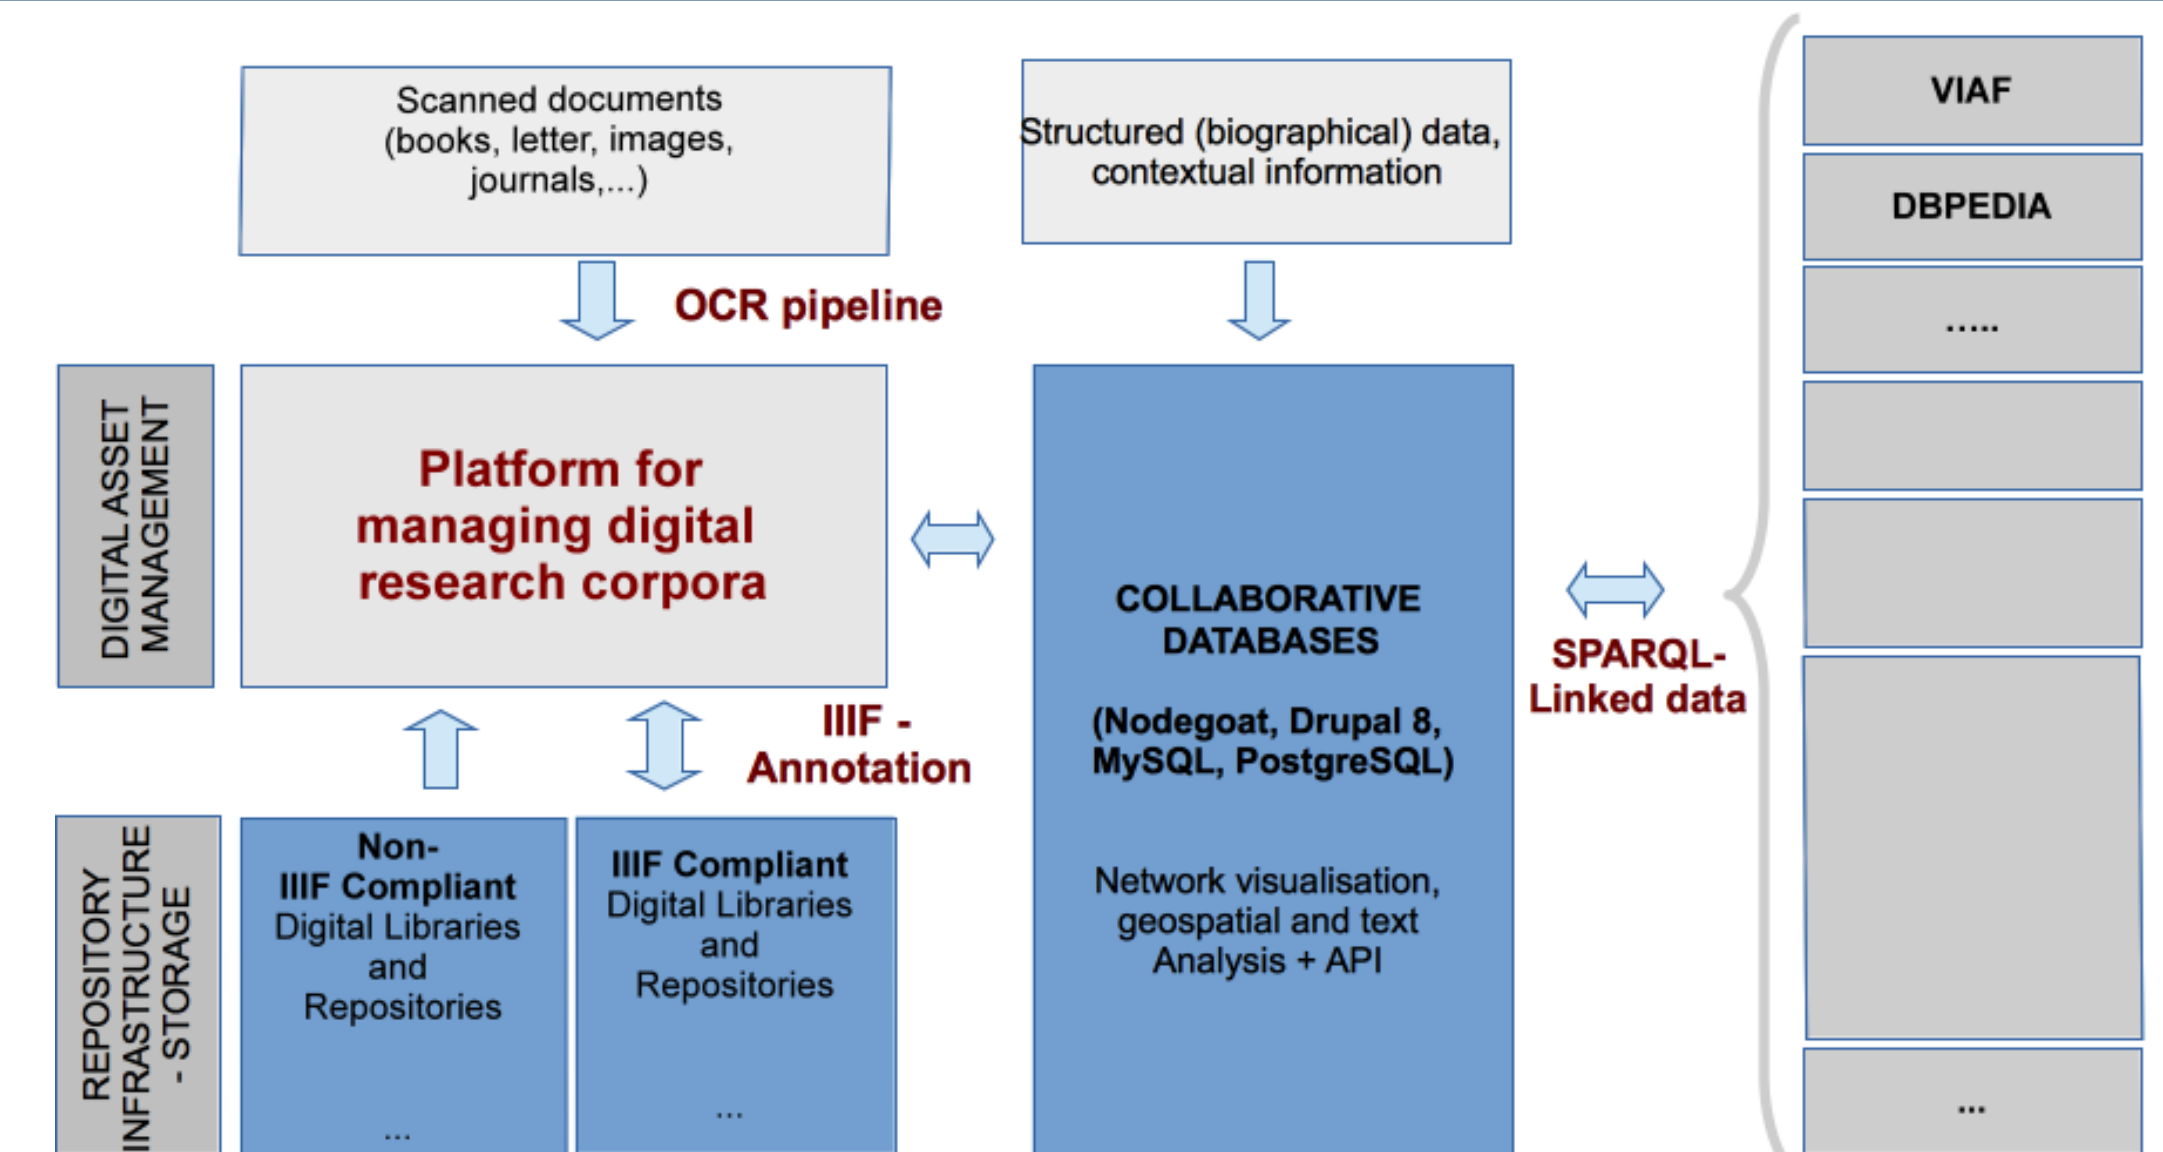 Scanned documents
(books, letter, images,
journals,...)
Structured (biographical) data,
contextual information
VIAF
DBPEDIA
.....
OCR pipeline
DIGITAL ASSET
MANAGEMENT
Platform for
managing digital
research corpora
COLLABORATIVE
DATABASES
(Nodegoat, Drupal 8,
MySQL, PostgreSQL)
Network visualisation,
geospatial and text
Analysis + API
SPARQL-
Linked data
IIIF -
Annotation
REPOSITORY
INFRASTRUCTURE
- STORAGE
Non-
IIIF Compliant
Digital Libraries
and
Repositories
...
IIIF Compliant
Digital Libraries
and
Repositories
...
...